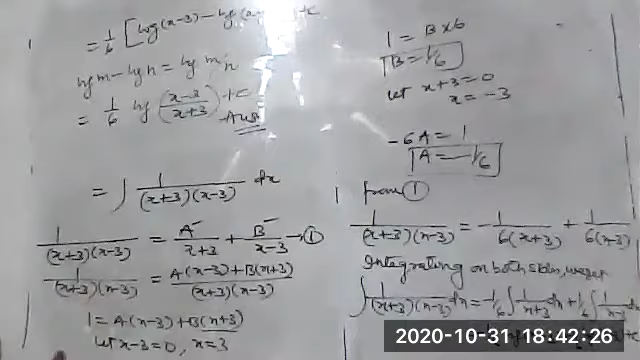 = 1/6 [log(x-3) - log(
log m - log n = log m/n
= 1/6 log (x-3/x+3) + c
Ans
= ∫ 1/(x+3)(x-3) dx
1/(x+3)(x-3) = A/x+3 + B/x-3 → ①
1/(x+3)(x-3) = A(x-3)+B(x+3)/(x+3)(x-3)
1 = A(x-3)+B(x+3)
let x-3=0, x=3
1 = B×6
B = 1/6
let x+3=0
x = -3
-6A = 1
A = -1/6
from ①
1/(x+3)(x-3) = -1/6(x+3) + 1/6(x-3)
Integrating on both sides, we get
∫ 1/(x+3)(x-3) dx = -1/6 ∫ 1/x+3 dx + 1/6 ∫ 1/x-3 dx
2020-10-31 18:42:26